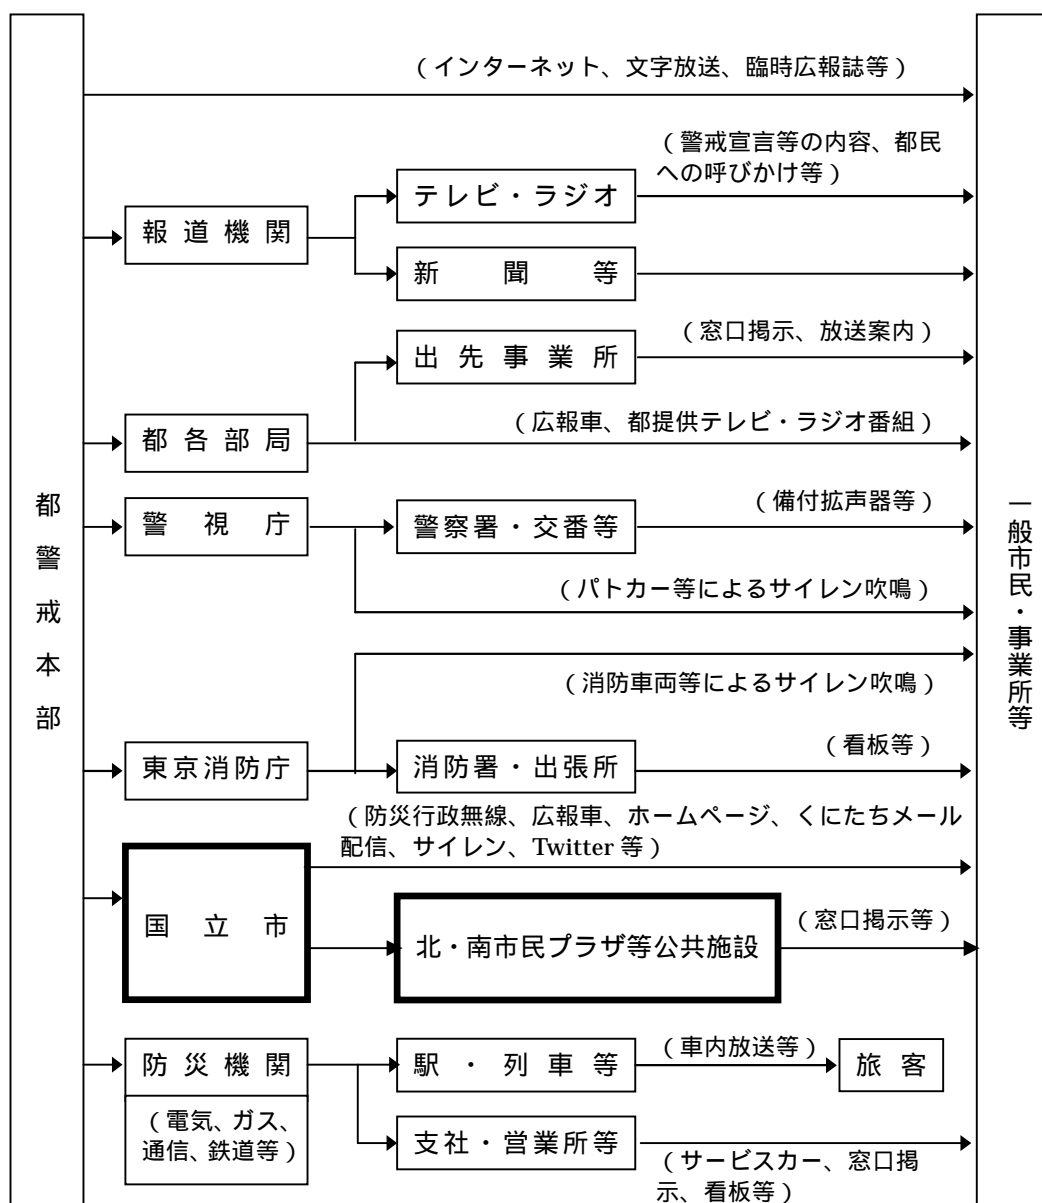 (インターネット、文字放送、臨時広報誌等)
(警戒宣言等の内容、都民
への呼びかけ等)
テレビ・ラジオ
報道機関
新聞等
(窓口掲示、放送案内)
出先事業所
(広報車、都提供テレビ・ラジオ番組)
都各部局
都警戒本部
一般市民・事業所等
(備付拡声器等)
警視庁
警察署・交番等
(パトカー等によるサイレン吹鳴)
(消防車両等によるサイレン吹鳴)
(看板等)
東京消防庁
消防署・出張所
(防災行政無線、広報車、ホームページ、くにたちメール
配信、サイレン、Twitter 等)
国立市
(窓口掲示等)
北・南市民プラザ等公共施設
防災機関
駅・列車等
(車内放送等)
旅客
(電気、ガス、
通信、鉄道等)
支社・営業所等
(サービスカー、窓口掲
示、看板等)